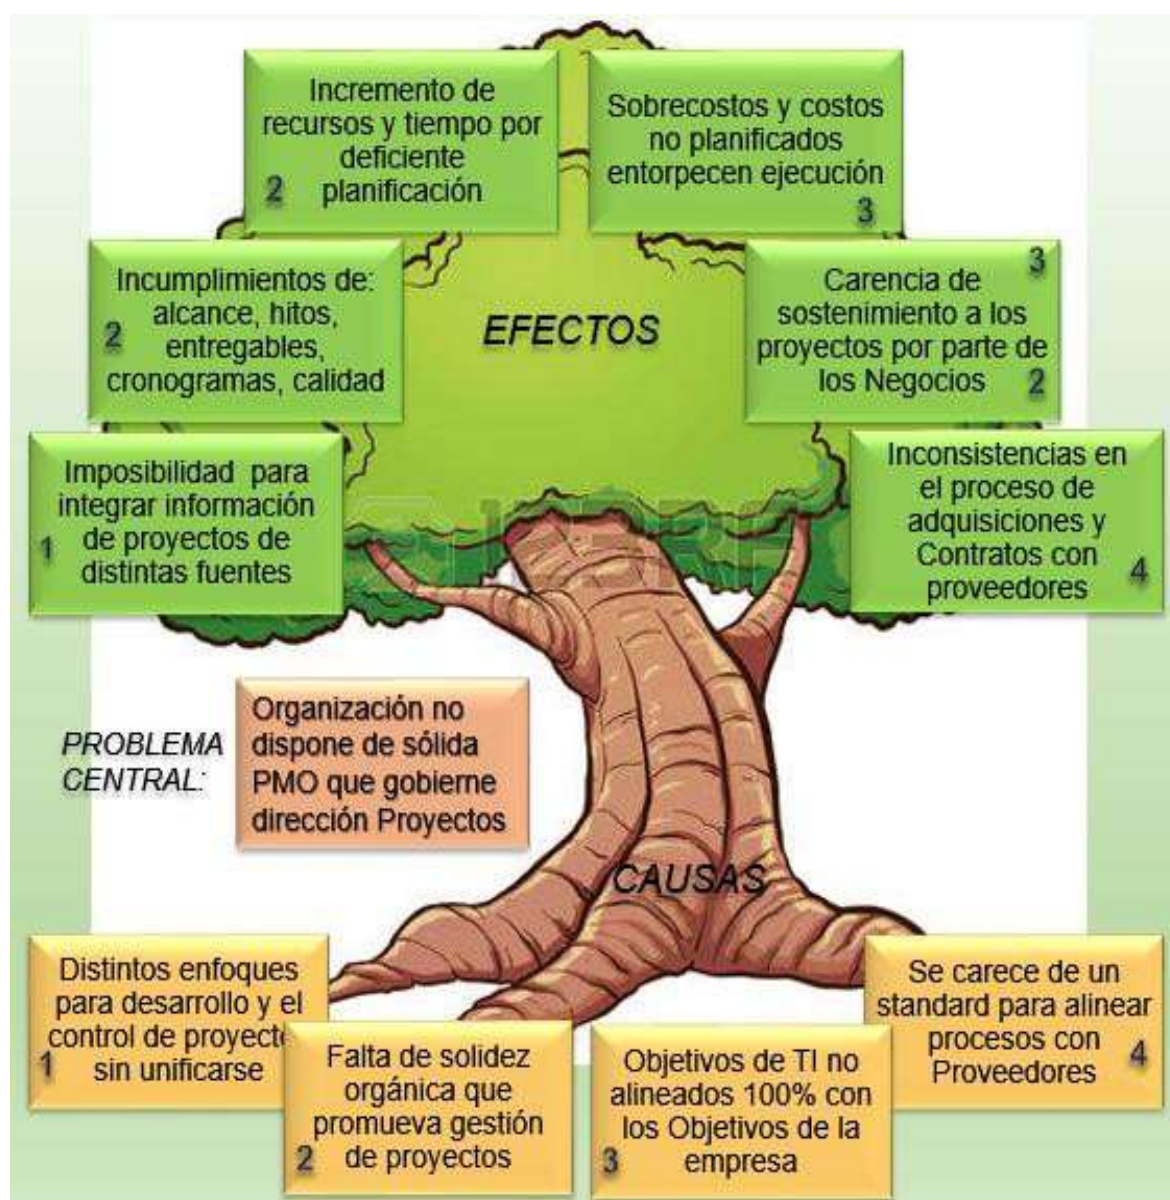 Incremento de
recursos y tiempo por
deficiente
2 planificación
Sobrecostos y costos
no planificados
entorpecen ejecución
3
Incumplimientos de:
alcance, hitos,
2 entregables,
cronogramas, calidad
EFECTOS
3
Carencia de
sostenimiento a los
proyectos por parte de
los Negocios 2
Imposibilidad para
integrar información
1 de proyectos de
distintas fuentes
Inconsistencias en
el proceso de
adquisiciones y
Contratos con 4
proveedores
PROBLEMA
CENTRAL:
Organización no
dispone de sólida
PMO que gobierne
dirección Proyectos
CAUSAS
Distintos enfoques
para desarrollo y el
control de
1 sin unificarse
Falta de solidez
orgánica que
promueva gestión
2 de proyectos
Objetivos de TI no
alineados 100% con
los Objetivos de la
3 empresa
Se carece de un
standard para alinear
procesos con
Proveedores 4